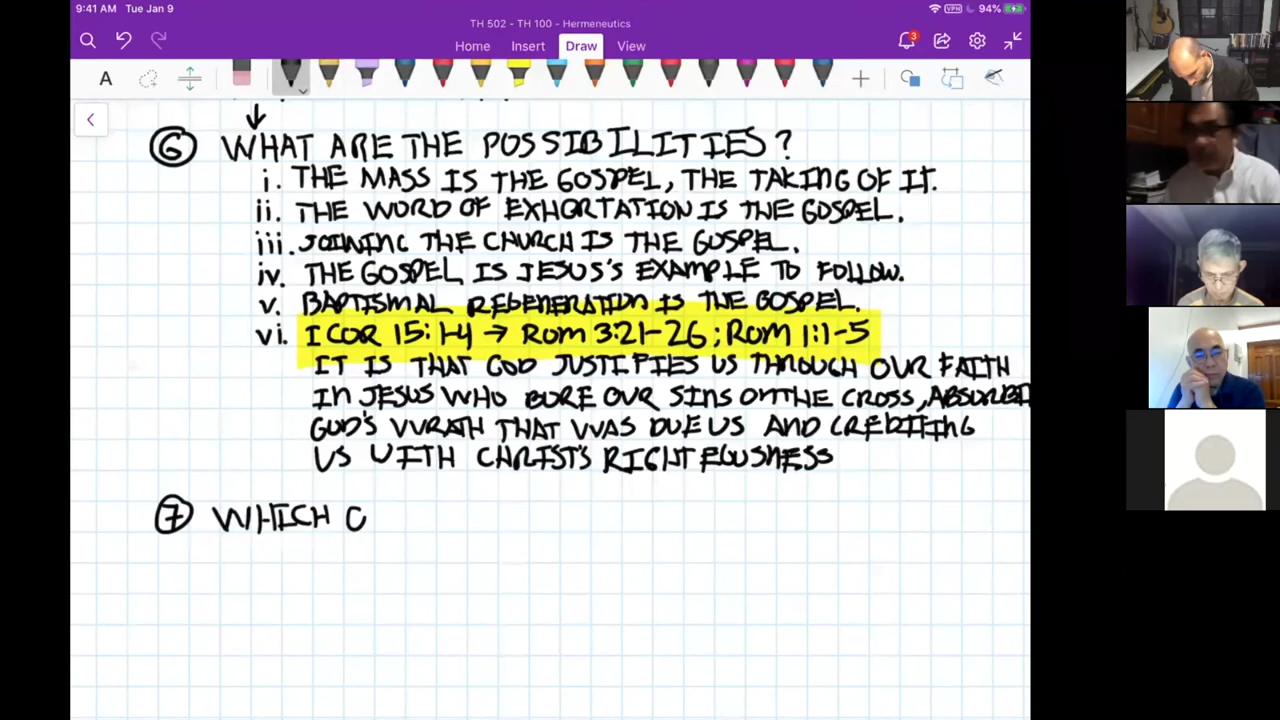 9:41 AM Tue Jan 9
VPN 94%
TH 502 - TH 100 - Hermeneutics
Home Insert Draw View
3
A
6 WHAT ARE THE POSSIBILITIES?
i. THE MASS IS THE GOSPEL, THE TAKING OF IT.
ii. THE WORD OF EXHORTATION IS THE GOSPEL.
iii. JOINING THE CHURCH IS THE GOSPEL.
iv. THE GOSPEL IS JESUS'S EXAMPLE TO FOLLOW.
v. BAPTISMAL REGENERATION IS THE GOSPEL.
vi. I COR 15:1-4 → ROM 3:21-26; ROM 1:1-5
IT IS THAT GOD JUSTIFIES US THROUGH OUR FAITH
IN JESUS WHO BORE OUR SINS ON THE CROSS,
GOD'S WRATH THAT WAS DUE US AND CREDITING
US WITH CHRIST'S RIGHTEOUSNESS
7 WHICH C